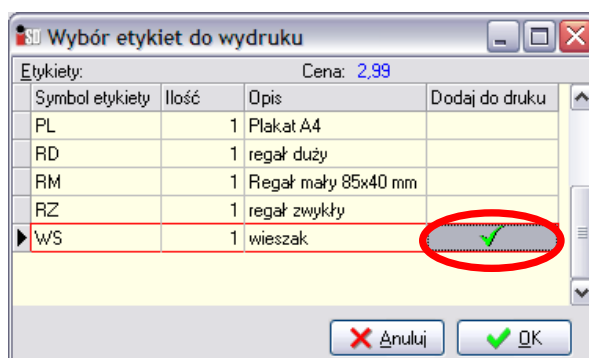 iSD Wybór etykiet do wydruku
Etykiety: Cena: 2,99
Symbol etykiety Ilość Opis Dodaj do druku
PL 1 Plakat A4
RD 1 regał duży
RM 1 Regał mały 85x40 mm
RZ 1 regał zwykły
WS 1 wieszak
Anuluj OK